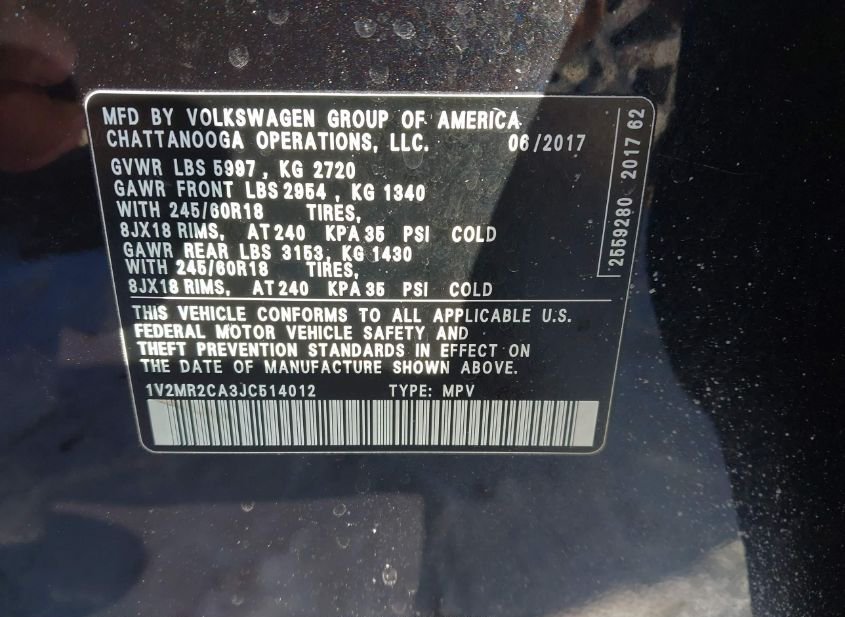 MFD BY VOLKSWAGEN GROUP OF AMERICA
CHATTANOOGA OPERATIONS, LLC. 06/2017
GVWR LBS 5997, KG 2720
GAWR FRONT LBS 2954, KG 1340
WITH 245/60R18 TIRES,
8JX18 RIMS, AT 240 KPA 35 PSI COLD
GAWR REAR LBS 3153, KG 1430
WITH 245/60R18 TIRES,
8JX18 RIMS, AT 240 KPA 35 PSI COLD
THIS VEHICLE CONFORMS TO ALL APPLICABLE U.S.
FEDERAL MOTOR VEHICLE SAFETY AND
THEFT PREVENTION STANDARDS IN EFFECT ON
THE DATE OF MANUFACTURE SHOWN ABOVE.
1V2MR2CA3JC514012 TYPE: MPV
2559280 2017 62